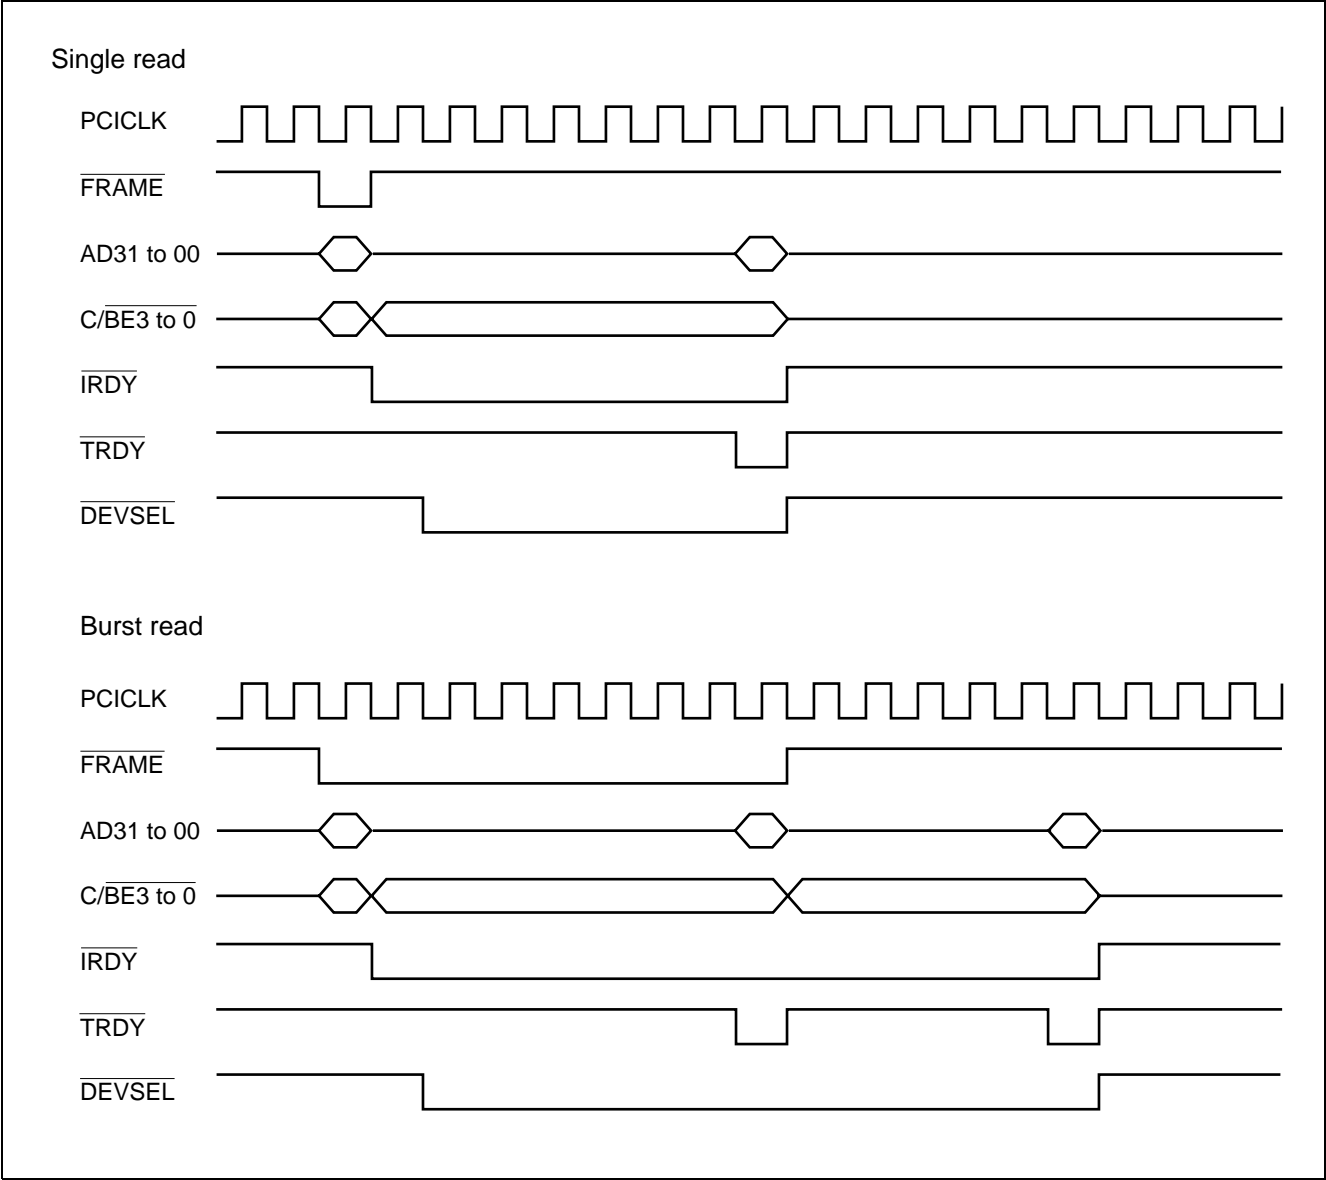 Single read
PCICLK
FRAME
AD31 to 00
C/BE3 to 0
IRDY
TRDY
DEVSEL
Burst read
PCICLK
FRAME
AD31 to 00
C/BE3 to 0
IRDY
TRDY
DEVSEL